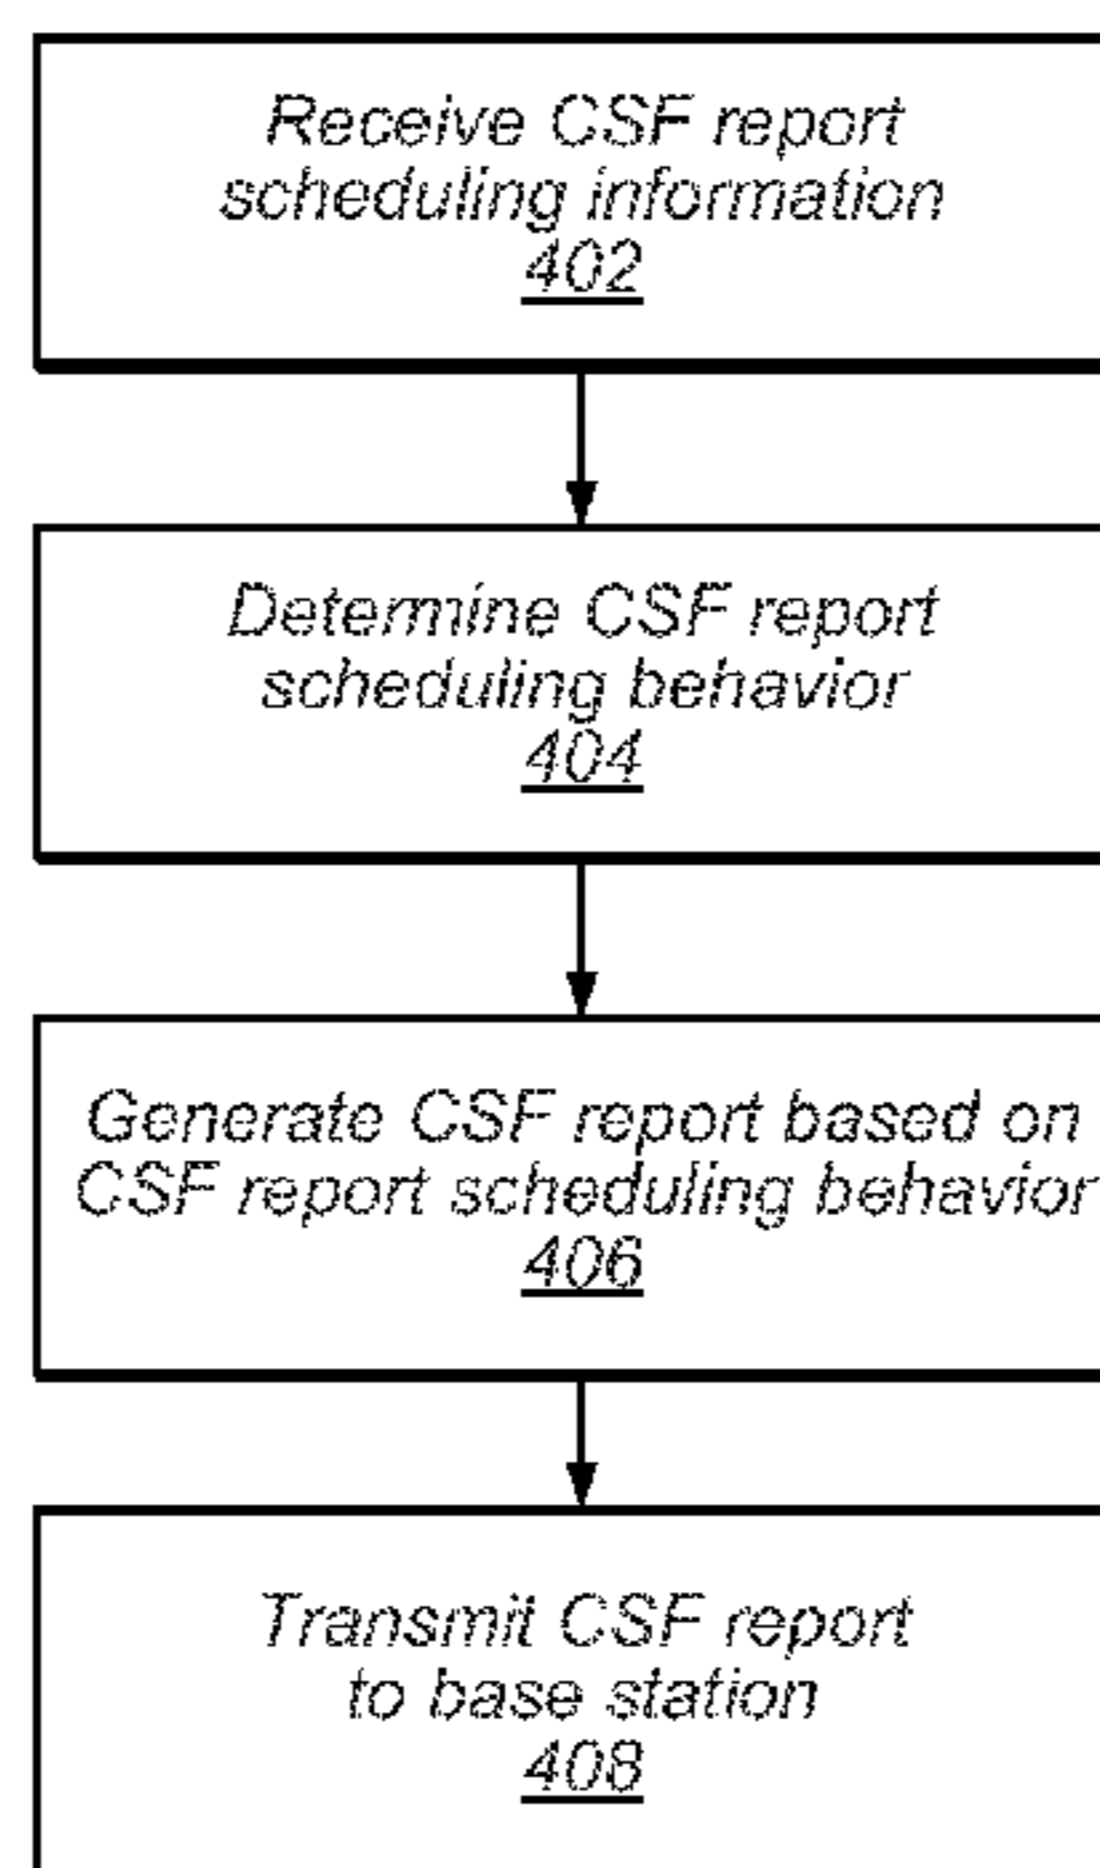 Receive CSF report
scheduling information
402
Determine CSF report
scheduling behavior
404
Generate CSF report based on
CSF report scheduling behavior
406
Transmit CSF report
to base station
408